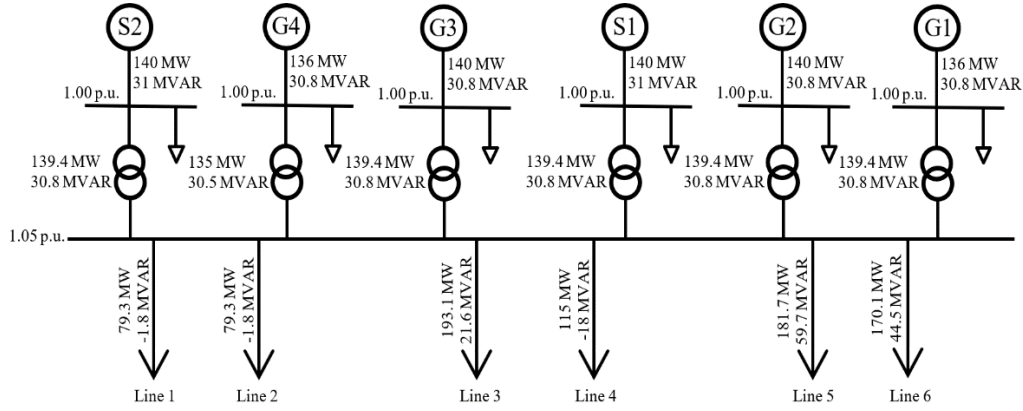 S2
G4
G3
S1
G2
G1
140 MW
31 MVAR
136 MW
30.8 MVAR
140 MW
30.8 MVAR
140 MW
31 MVAR
140 MW
30.8 MVAR
136 MW
30.8 MVAR
1.00 p.u.
1.00 p.u.
1.00 p.u.
1.00 p.u.
1.00 p.u.
1.00 p.u.
139.4 MW
30.8 MVAR
135 MW
30.5 MVAR
139.4 MW
30.8 MVAR
139.4 MW
30.8 MVAR
139.4 MW
30.8 MVAR
139.4 MW
30.8 MVAR
1.05 p.u.
79.3 MW
-1.8 MVAR
79.3 MW
-1.8 MVAR
193.1 MW
21.6 MVAR
115 MW
-18 MVAR
181.7 MW
59.7 MVAR
170.1 MW
44.5 MVAR
Line 1
Line 2
Line 3
Line 4
Line 5
Line 6